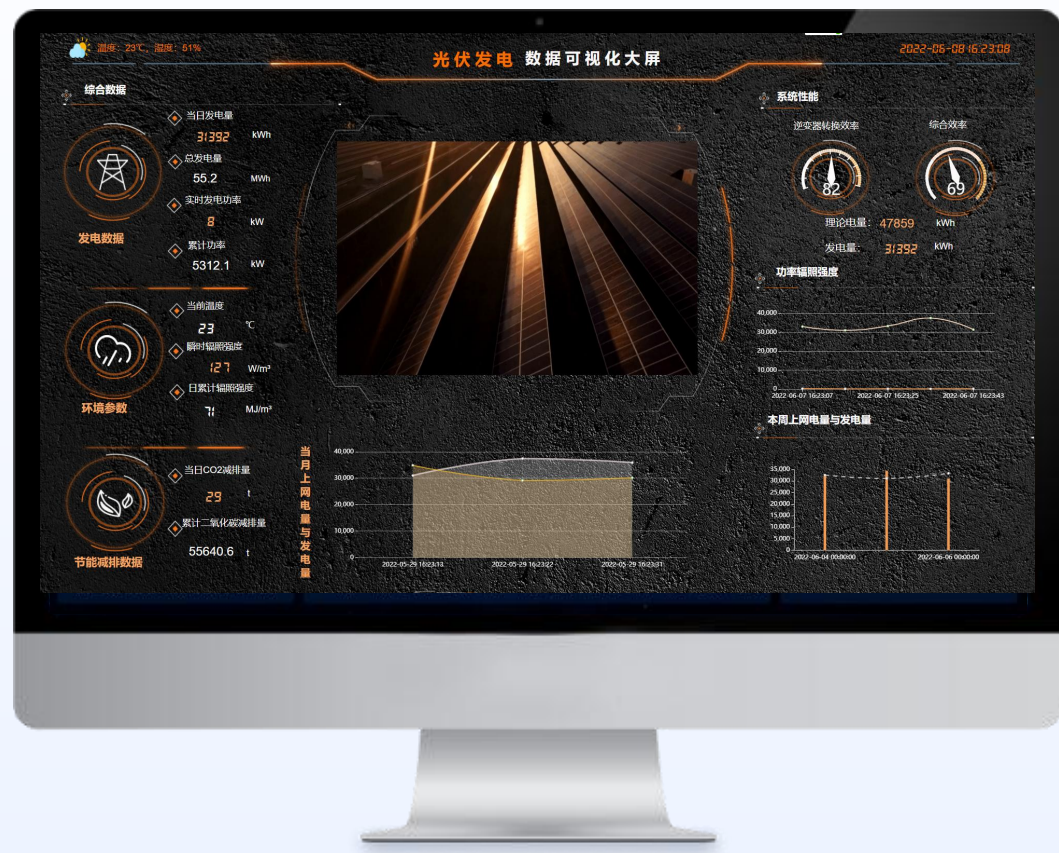 温度：23℃，湿度：51%
光伏发电 数据可视化大屏
2022-06-08 16:23:08
综合数据
当日发电量
31392 kWh
总发电量
55.2 MWh
实时发电功率
8 kW
累计功率
5312.1 kW
发电数据
当前温度
23 ℃
瞬时辐照强度
127 W/m³
日累计辐照强度
71 MJ/m³
环境参数
当日CO2减排量
29 t
累计二氧化碳减排量
55640.6 t
节能减排数据
当月上网电量与发电量
40,000
30,000
20,000
10,000
0
2022-05-29 16:23:13 2022-05-29 16:23:22 2022-05-29 16:23:31
系统性能
逆变器转换效率 综合效率
82 69
理论电量： 47859 kWh
发电量： 31392 kWh
功率辐照强度
40,000
30,000
20,000
10,000
0
2022-06-07 16:23:07 2022-06-07 16:23:25 2022-06-07 16:23:43
本周上网电量与发电量
35,000
30,000
25,000
20,000
15,000
10,000
5,000
0
2022-06-04 00:00:00 2022-06-06 00:00:00